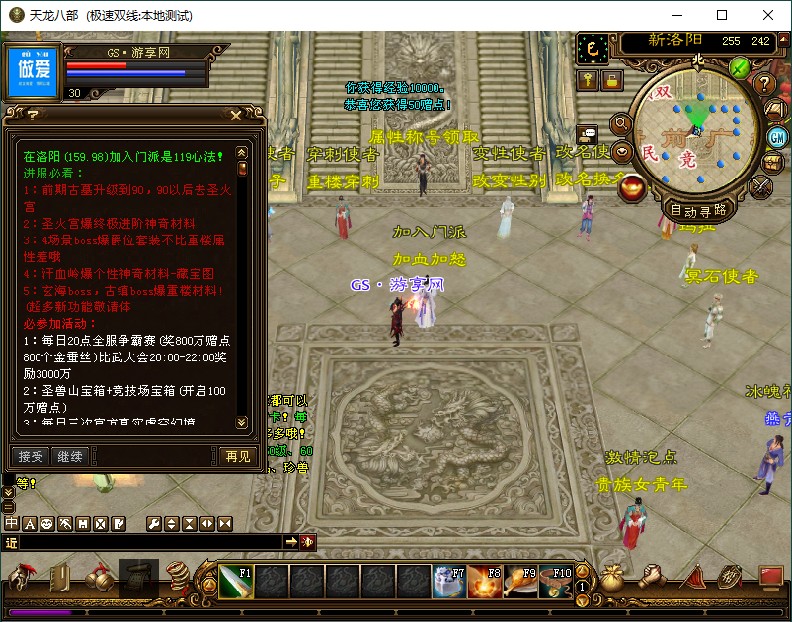 天龙八部 (极速双线:本地测试)
做爱
GS·游享网
30
新洛阳 255 242
北
GM
自动寻路
你获得经验10000。
恭喜您获得50赠点!
属性称号领取
穿刺使者
重楼穿刺
变性使者
改变性别
改名使
改名换
加入门派
加血加怒
GS·游享网
冥石使者
冰魄
激情泡点
贵族女青年
在洛阳(159.98)加入门派是119心法!
进服必看:
1:前期古墓升级到90,90以后去圣火
宫
2:圣火宫爆终极进阶神奇材料
3:4场景boss爆爵位套装不比重楼属
性差哦
4:汗血岭爆个性神奇材料-藏宝图
5:玄海boss,古镇boss爆重楼材料!
(超多新功能敬请体
必参加活动:
1:每日20点全服争霸赛(奖800万赠点
600个金蚕丝)比武大会20:00-22:00奖
励3000万
2:圣兽山宝箱+竞技场宝箱(开启100
万赠点)
接受 继续 再见
等!
近
F1 F7 F8 F9 F10
1